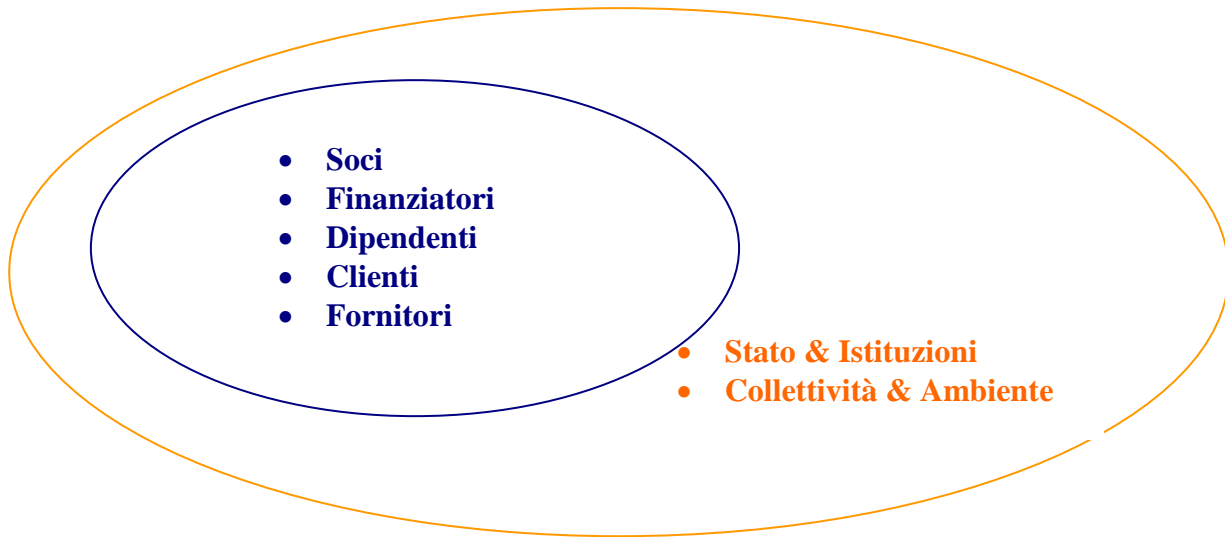 • Soci
• Finanziatori
• Dipendenti
• Clienti
• Fornitori
• Stato & Istituzioni
• Collettività & Ambiente